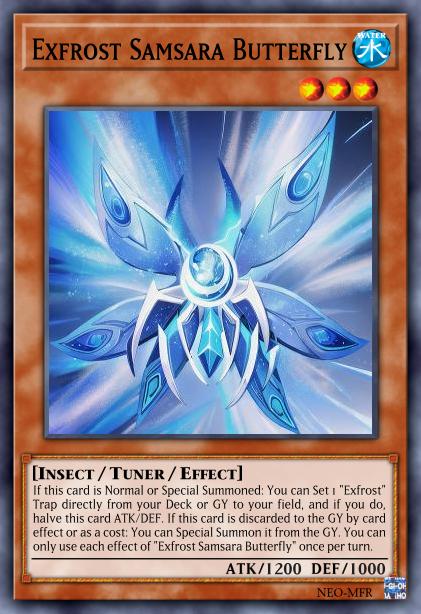 EXFROST SAMSARA BUTTERFLY
WATER
水
[INSECT / TUNER / EFFECT]
If this card is Normal or Special Summoned: You can Set 1 "Exfrost"
Trap directly from your Deck or GY to your field, and if you do,
halve this card ATK/DEF. If this card is discarded to the GY by card
effect or as a cost: You can Special Summon it from the GY. You can
only use each effect of "Exfrost Samsara Butterfly" once per turn.
ATK/1200 DEF/1000
NEO-MFR